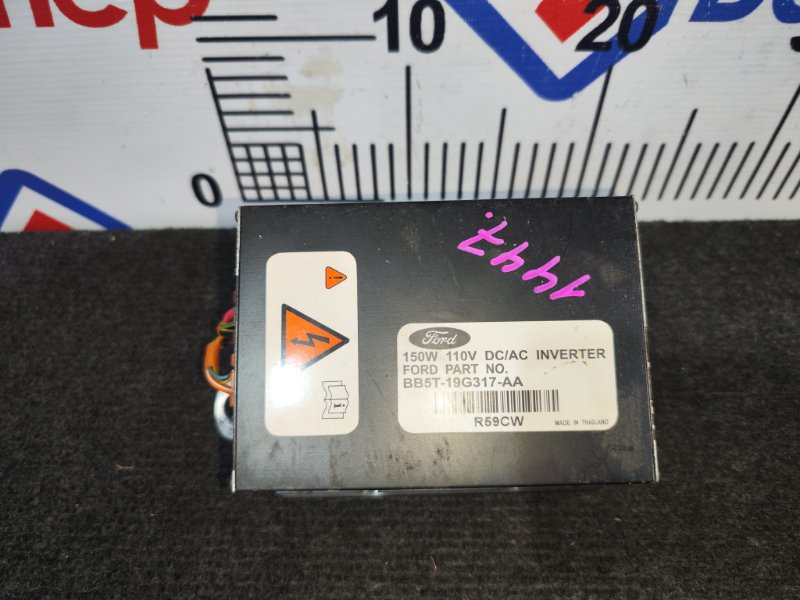 10
20
0
1447.
Ford
150W 110V DC/AC INVERTER
FORD PART NO.
BB5T-19G317-AA
R59CW
MADE IN THAILAND
i